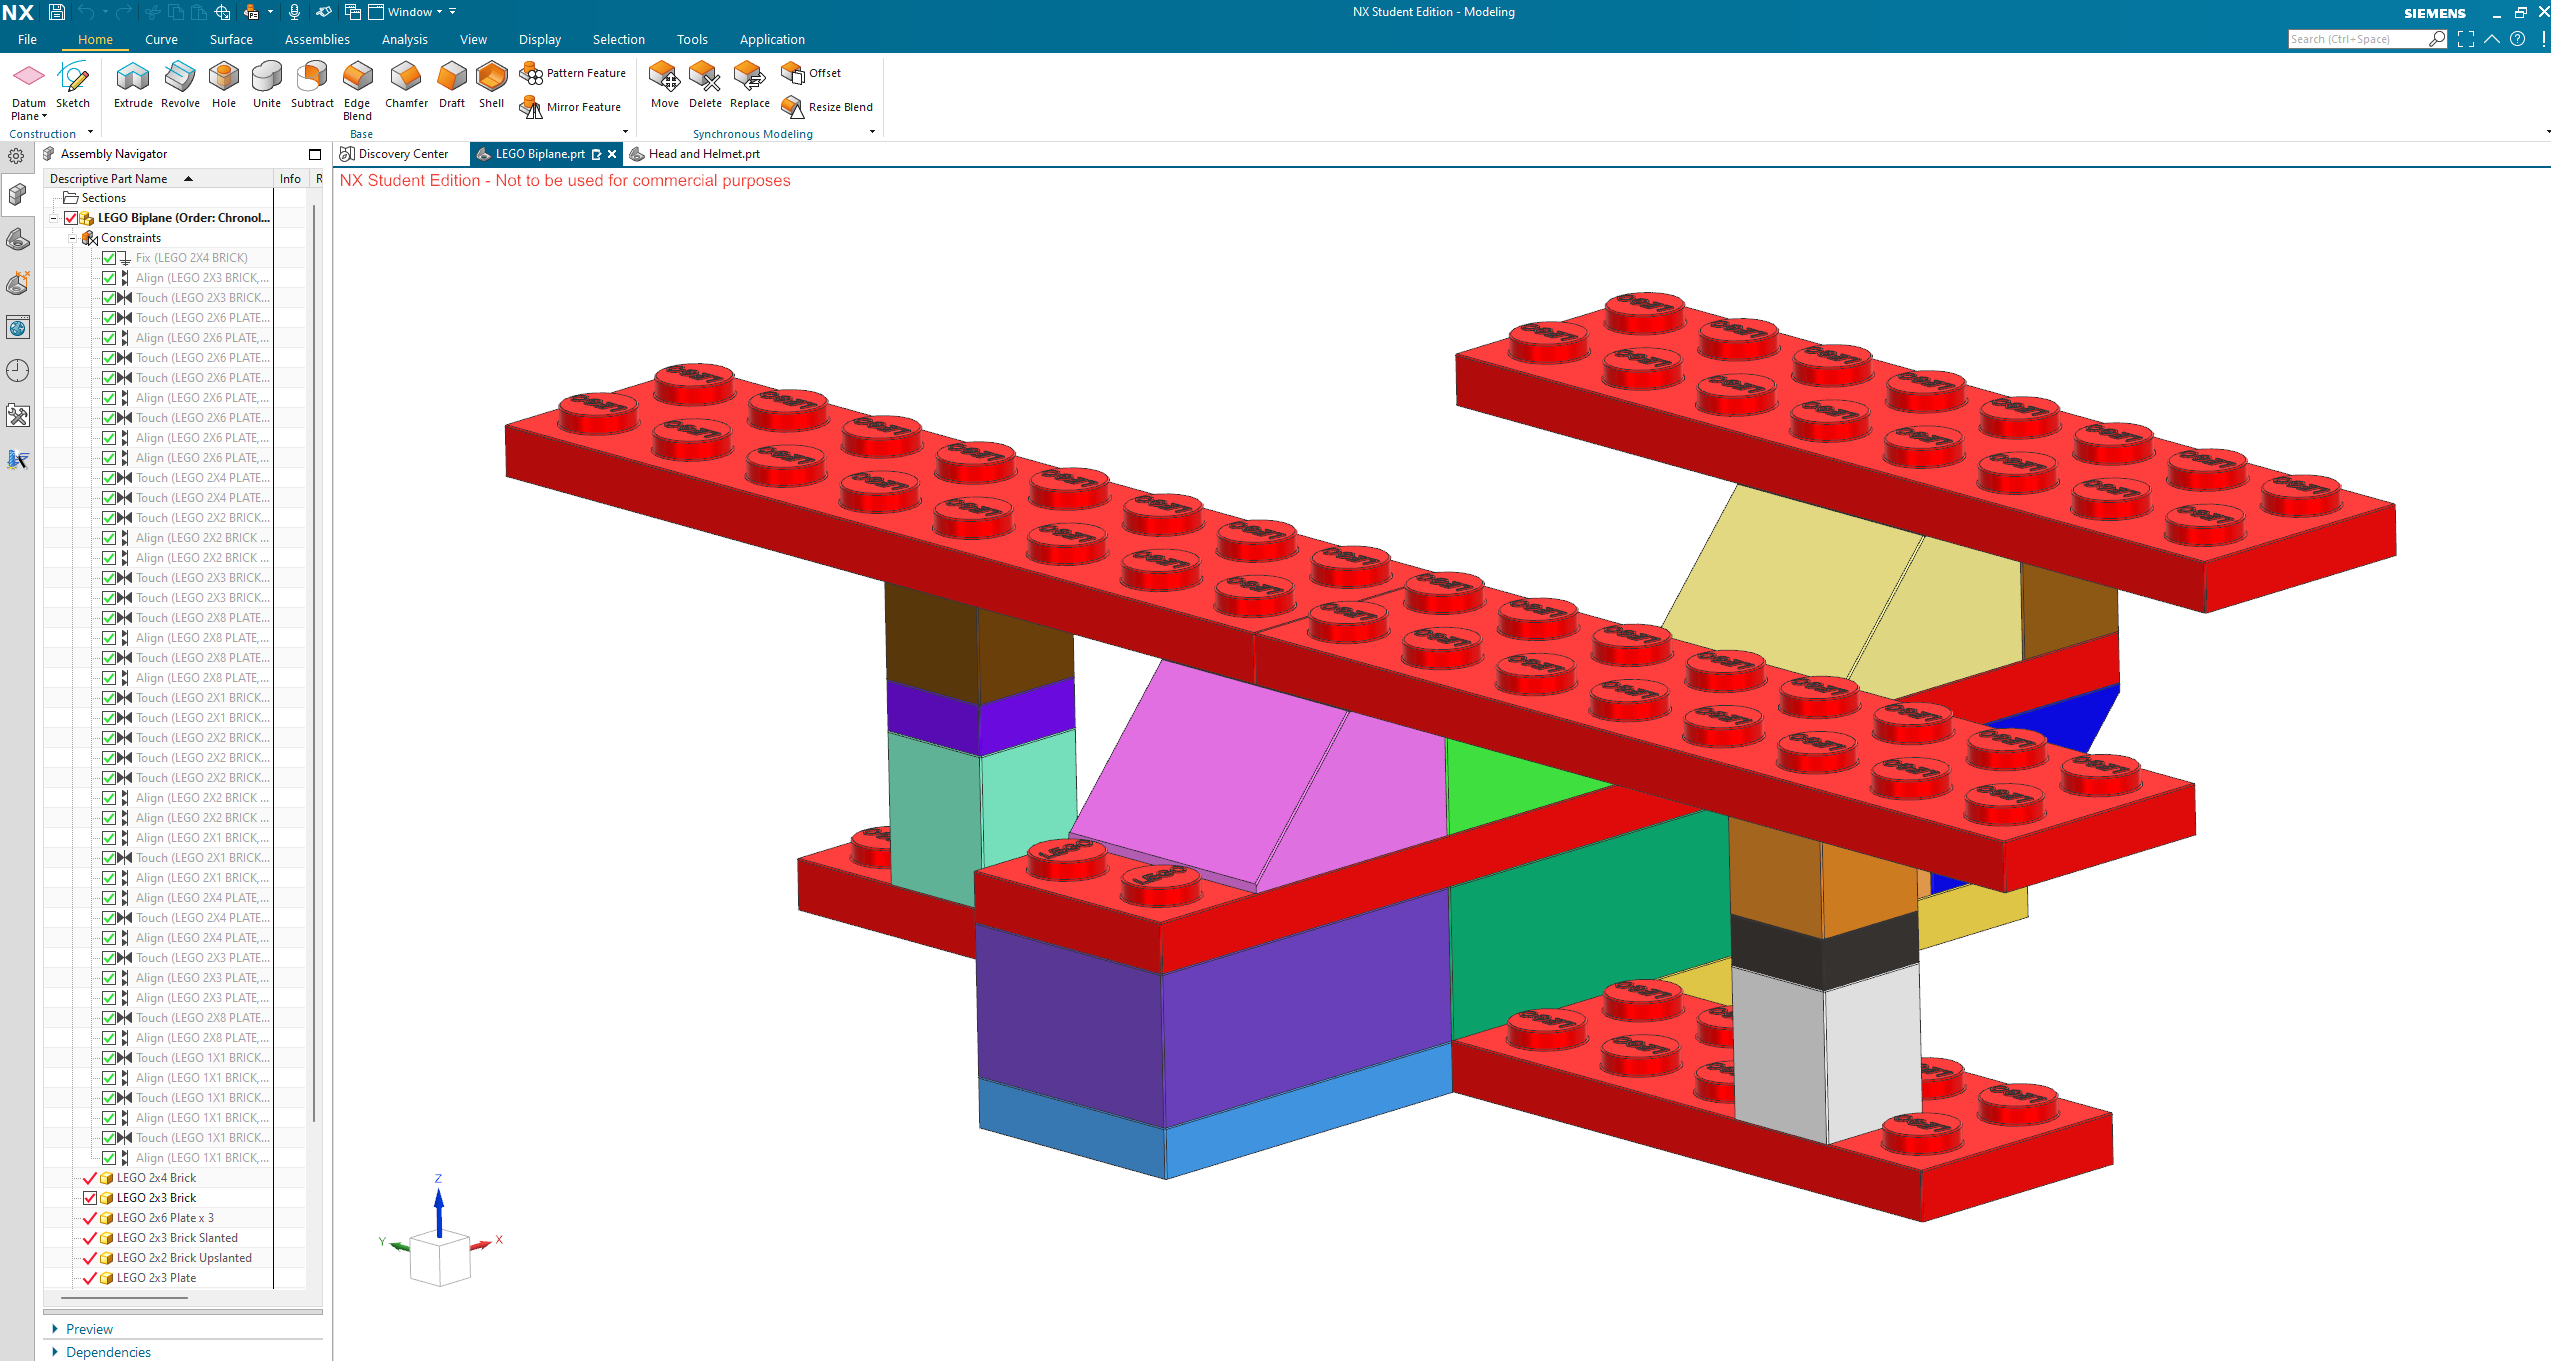 NX
Window
NX Student Edition - Modeling
SIEMENS
File Home Curve Surface Assemblies Analysis View Display Selection Tools Application
Search (Ctrl+Space)
Datum Plane
Sketch
Extrude
Revolve
Hole
Unite
Subtract
Edge Blend
Chamfer
Draft
Shell
Pattern Feature
Mirror Feature
Move
Delete
Replace
Offset
Resize Blend
Construction
Base
Synchronous Modeling
Assembly Navigator
Discovery Center
LEGO Biplane.prt
Head and Helmet.prt
Descriptive Part Name Info R
NX Student Edition - Not to be used for commercial purposes
Sections
LEGO Biplane (Order: Chronol...
Constraints
Fix (LEGO 2X4 BRICK)
Align (LEGO 2X3 BRICK,...
Touch (LEGO 2X3 BRICK...
Touch (LEGO 2X6 PLATE...
Align (LEGO 2X6 PLATE,...
Touch (LEGO 2X6 PLATE...
Touch (LEGO 2X6 PLATE...
Align (LEGO 2X6 PLATE,...
Touch (LEGO 2X6 PLATE...
Align (LEGO 2X6 PLATE,...
Align (LEGO 2X6 PLATE,...
Touch (LEGO 2X4 PLATE...
Touch (LEGO 2X4 PLATE...
Touch (LEGO 2X2 BRICK...
Align (LEGO 2X2 BRICK ...
Align (LEGO 2X2 BRICK ...
Touch (LEGO 2X3 BRICK...
Touch (LEGO 2X3 BRICK...
Touch (LEGO 2X8 PLATE...
Align (LEGO 2X8 PLATE,...
Touch (LEGO 2X8 PLATE...
Align (LEGO 2X8 PLATE,...
Touch (LEGO 2X1 BRICK...
Touch (LEGO 2X1 BRICK...
Touch (LEGO 2X2 BRICK...
Touch (LEGO 2X2 BRICK...
Touch (LEGO 2X2 BRICK...
Align (LEGO 2X2 BRICK ...
Align (LEGO 2X2 BRICK ...
Align (LEGO 2X1 BRICK,...
Touch (LEGO 2X1 BRICK...
Align (LEGO 2X1 BRICK,...
Align (LEGO 2X4 PLATE,...
Touch (LEGO 2X4 PLATE...
Align (LEGO 2X4 PLATE,...
Touch (LEGO 2X3 PLATE...
Align (LEGO 2X3 PLATE,...
Align (LEGO 2X3 PLATE,...
Touch (LEGO 2X8 PLATE...
Align (LEGO 2X8 PLATE,...
Touch (LEGO 1X1 BRICK...
Align (LEGO 1X1 BRICK,...
Touch (LEGO 1X1 BRICK...
Align (LEGO 1X1 BRICK,...
Touch (LEGO 1X1 BRICK...
Align (LEGO 1X1 BRICK,...
LEGO 2x4 Brick
LEGO 2x3 Brick
LEGO 2x6 Plate x 3
LEGO 2x3 Brick Slanted
LEGO 2x2 Brick Upslanted
LEGO 2x3 Plate
Preview
Dependencies
LEGO
LEGO
Z
Y
X